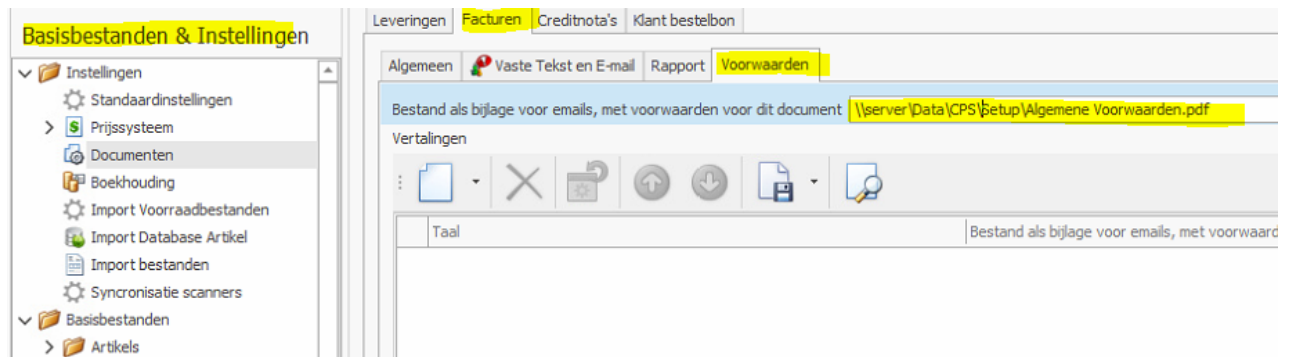 Basisbestanden & Instellingen
Instellingen
Standaardinstellingen
Prijssysteem
Documenten
Boekhouding
Import Voorraadbestanden
Import Database Artikel
Import bestanden
Syncronisatie scanners
Basisbestanden
Artikels
Leveringen Facturen Creditnota's Klant bestelbon
Algemeen Vaste Tekst en E-mail Rapport Voorwaarden
Bestand als bijlage voor emails, met voorwaarden voor dit document \\server\Data\CPS\Setup\Algemene Voorwaarden.pdf
Vertalingen
Taal Bestand als bijlage voor emails, met voorwaard